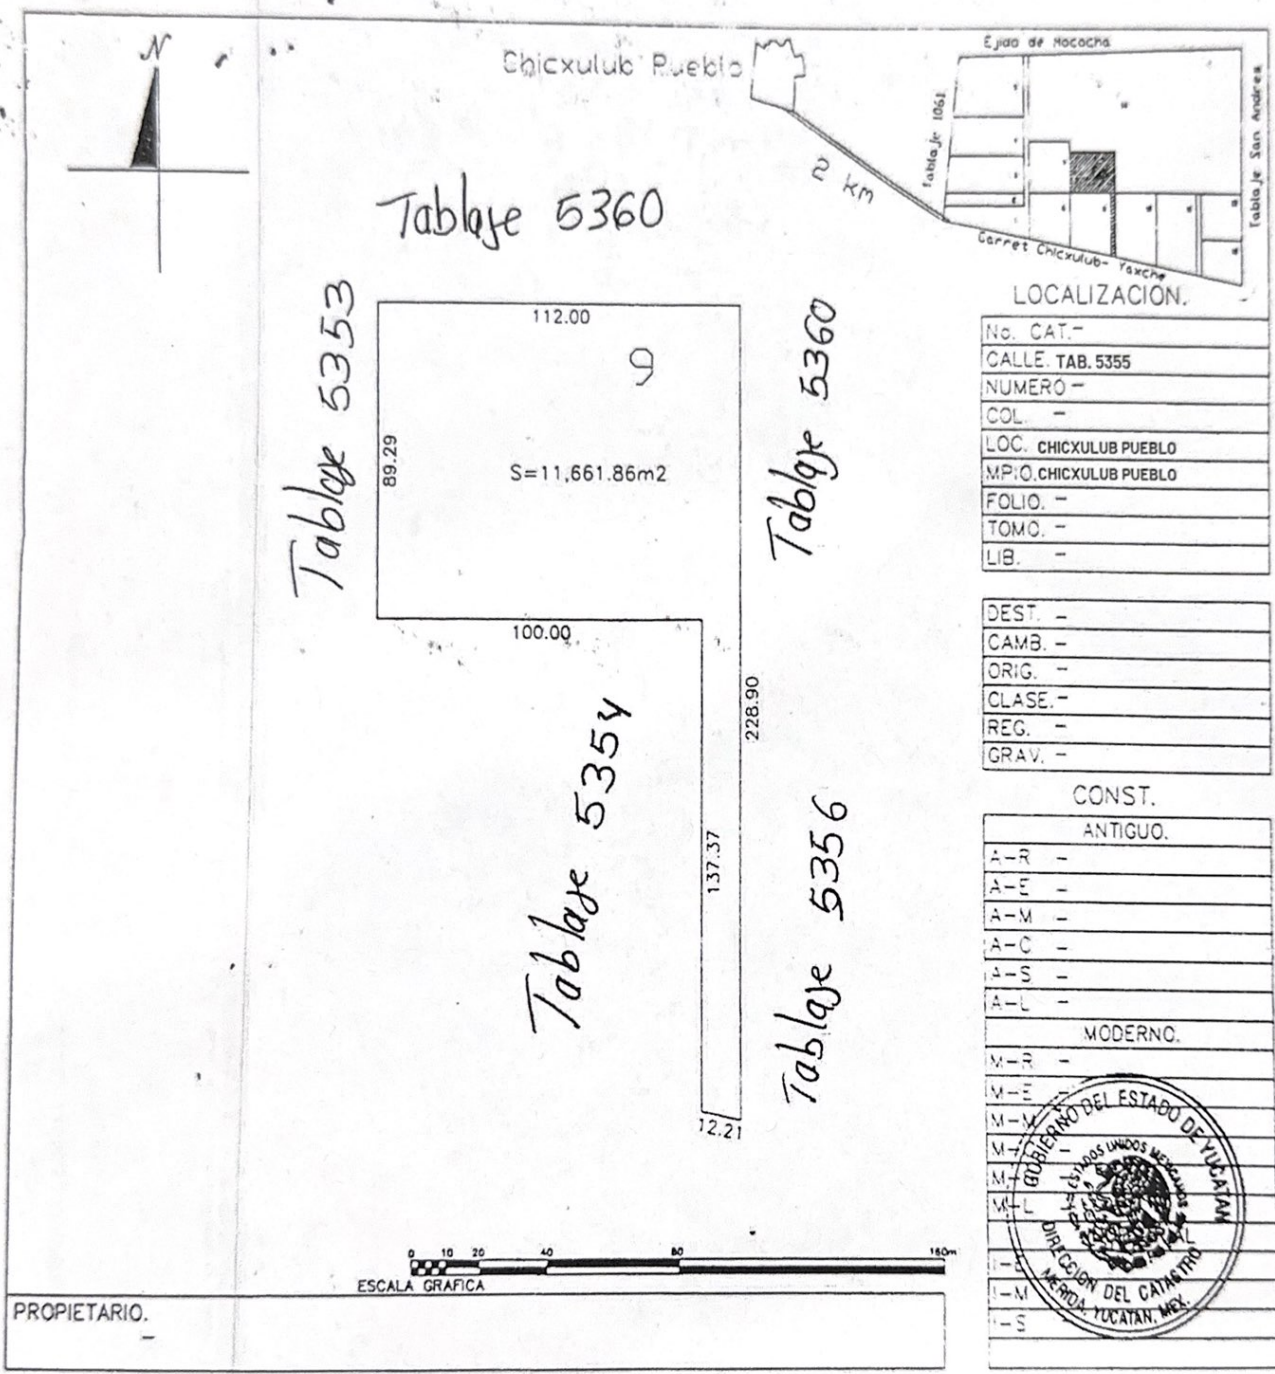 N
Chicxulub Pueblo
2 km
Ejido de Mococha
Tablaje 1061
Tablaje San Andres
Carret Chicxulub- Yaxche
LOCALIZACION.
Tablaje 5360
Tablaje 5353
112.00
9
89.29
S=11,661.86m2
Tablaje 5360
100.00
228.90
Tablaje 5354
137.37
Tablaje 5356
12.21
No. CAT.-
CALLE. TAB. 5355
NUMERO -
COL. -
LOC. CHICXULUB PUEBLO
MPIO. CHICXULUB PUEBLO
FOLIO. -
TOMO. -
LIB. -
DEST. -
CAMB. -
ORIG. -
CLASE. -
REG. -
GRAV. -
CONST.
ANTIGUO.
A-R -
A-E -
A-M -
A-C -
A-S -
A-L -
MODERNO.
M-R -
M-E
M-M
M-L
I-M
GOBIERNO DEL ESTADO DE YUCATAN
ESTADOS UNIDOS MEXICANOS
DIRECCION DEL CATASTRO
MERIDA, YUCATAN, MEX.
0 10 20 40 80 160m
ESCALA GRAFICA
PROPIETARIO.
-